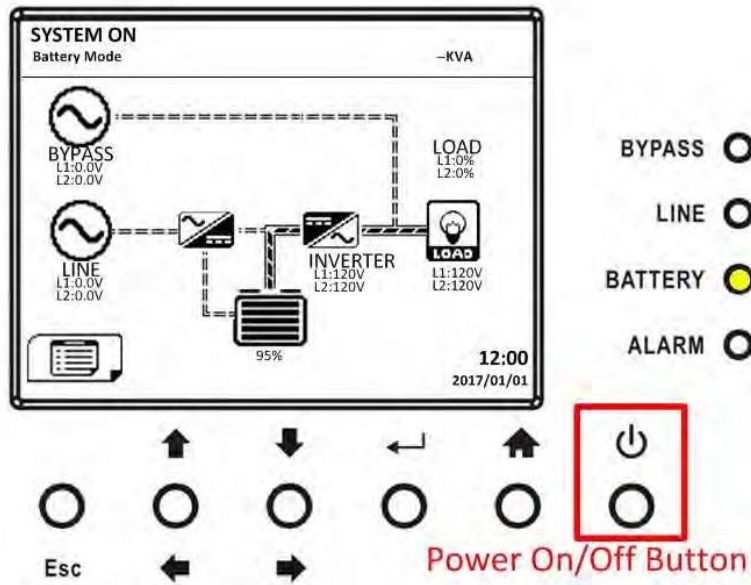 SYSTEM ON
Battery Mode
–KVA
BYPASS
L1:0.0V
L2:0.0V
LOAD
L1:0%
L2:0%
LINE
L1:0.0V
L2:0.0V
INVERTER
L1:120V
L2:120V
LOAD
L1:120V
L2:120V
95%
12:00
2017/01/01
BYPASS
LINE
BATTERY
ALARM
Esc
Power On/Off Button